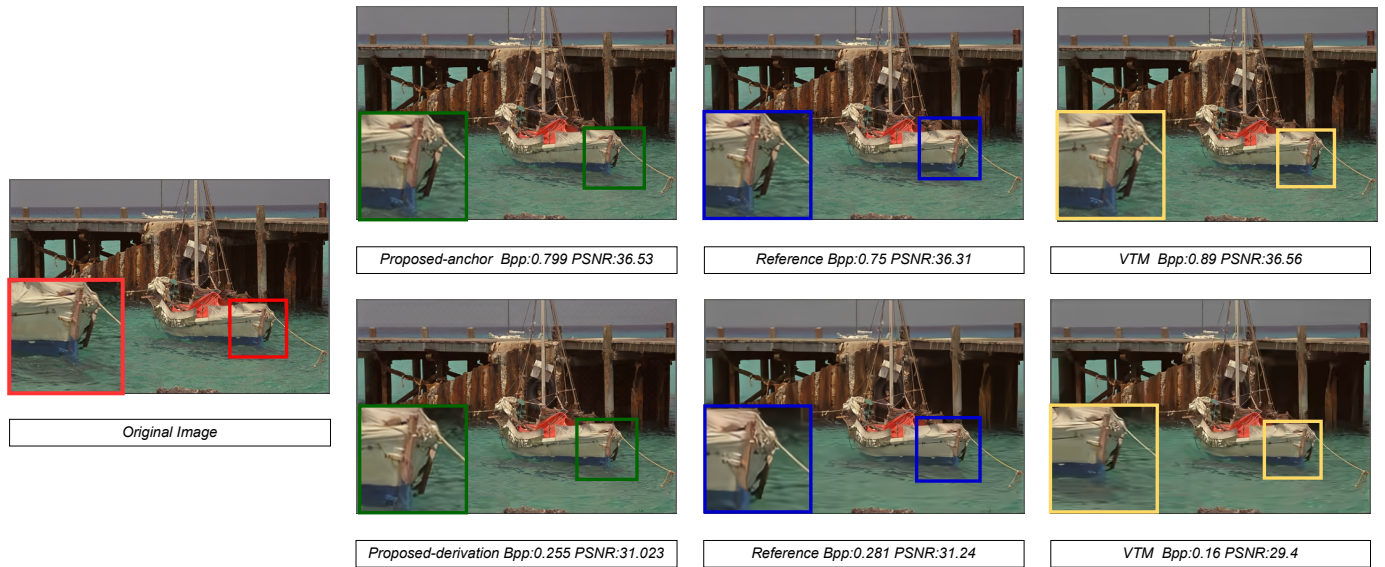 Proposed-anchor Bpp:0.799 PSNR:36.53
Reference Bpp:0.75 PSNR:36.31
VTM Bpp:0.89 PSNR:36.56
Original Image
Proposed-derivation Bpp:0.255 PSNR:31.023
Reference Bpp:0.281 PSNR:31.24
VTM Bpp:0.16 PSNR:29.4